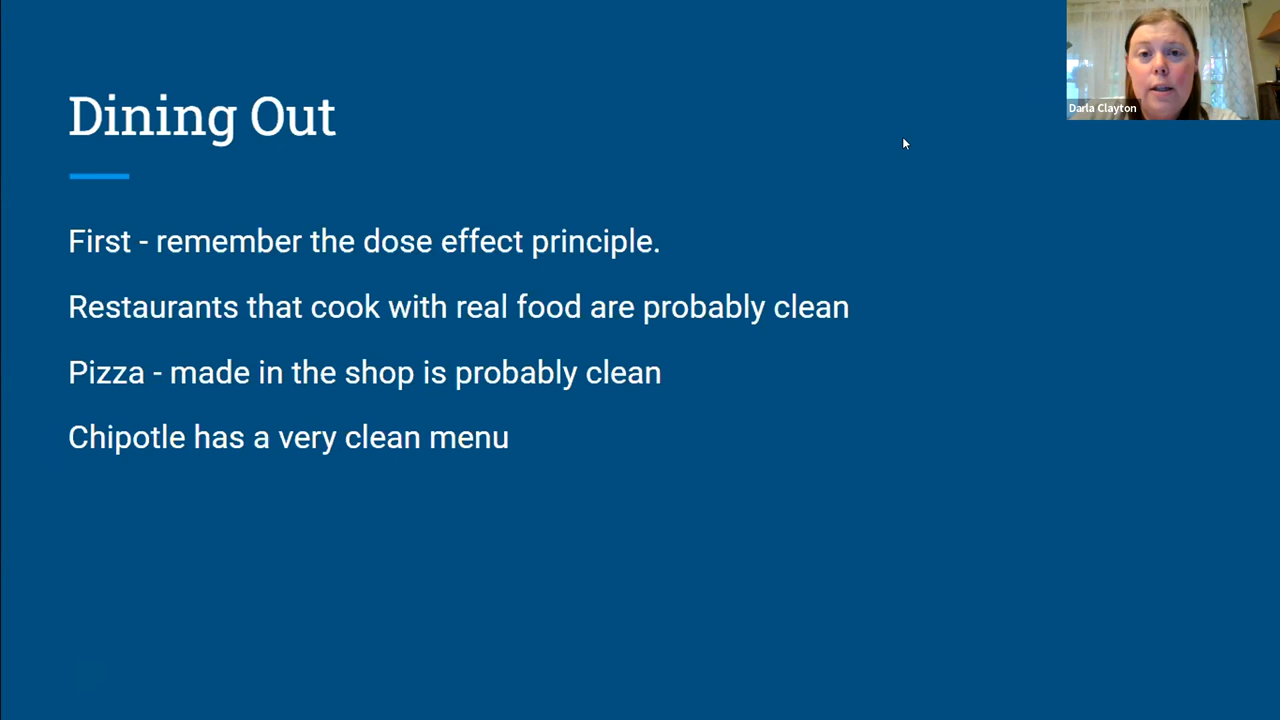 Darla Clayton
Dining Out
First - remember the dose effect principle.
Restaurants that cook with real food are probably clean
Pizza - made in the shop is probably clean
Chipotle has a very clean menu